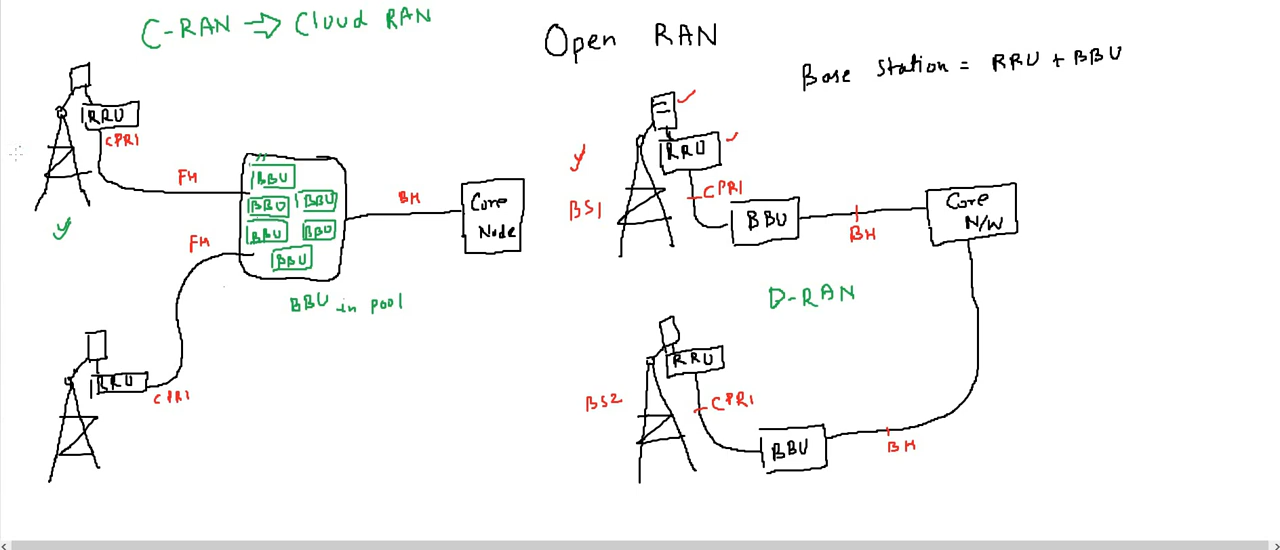 C-RAN ⇒ Cloud RAN
Open RAN
Base Station = RRU + BBU
RRU
CPRI
FH
BBU
BBU
BBU
BBU
BBU
BBU
BH
Core
Node
FH
BBU in pool
RRU
CPRI
y
RRU
CPRI
y
BS1
BBU
BH
Core
N/W
D-RAN
RRU
BS2
CPRI
BBU
BH
y